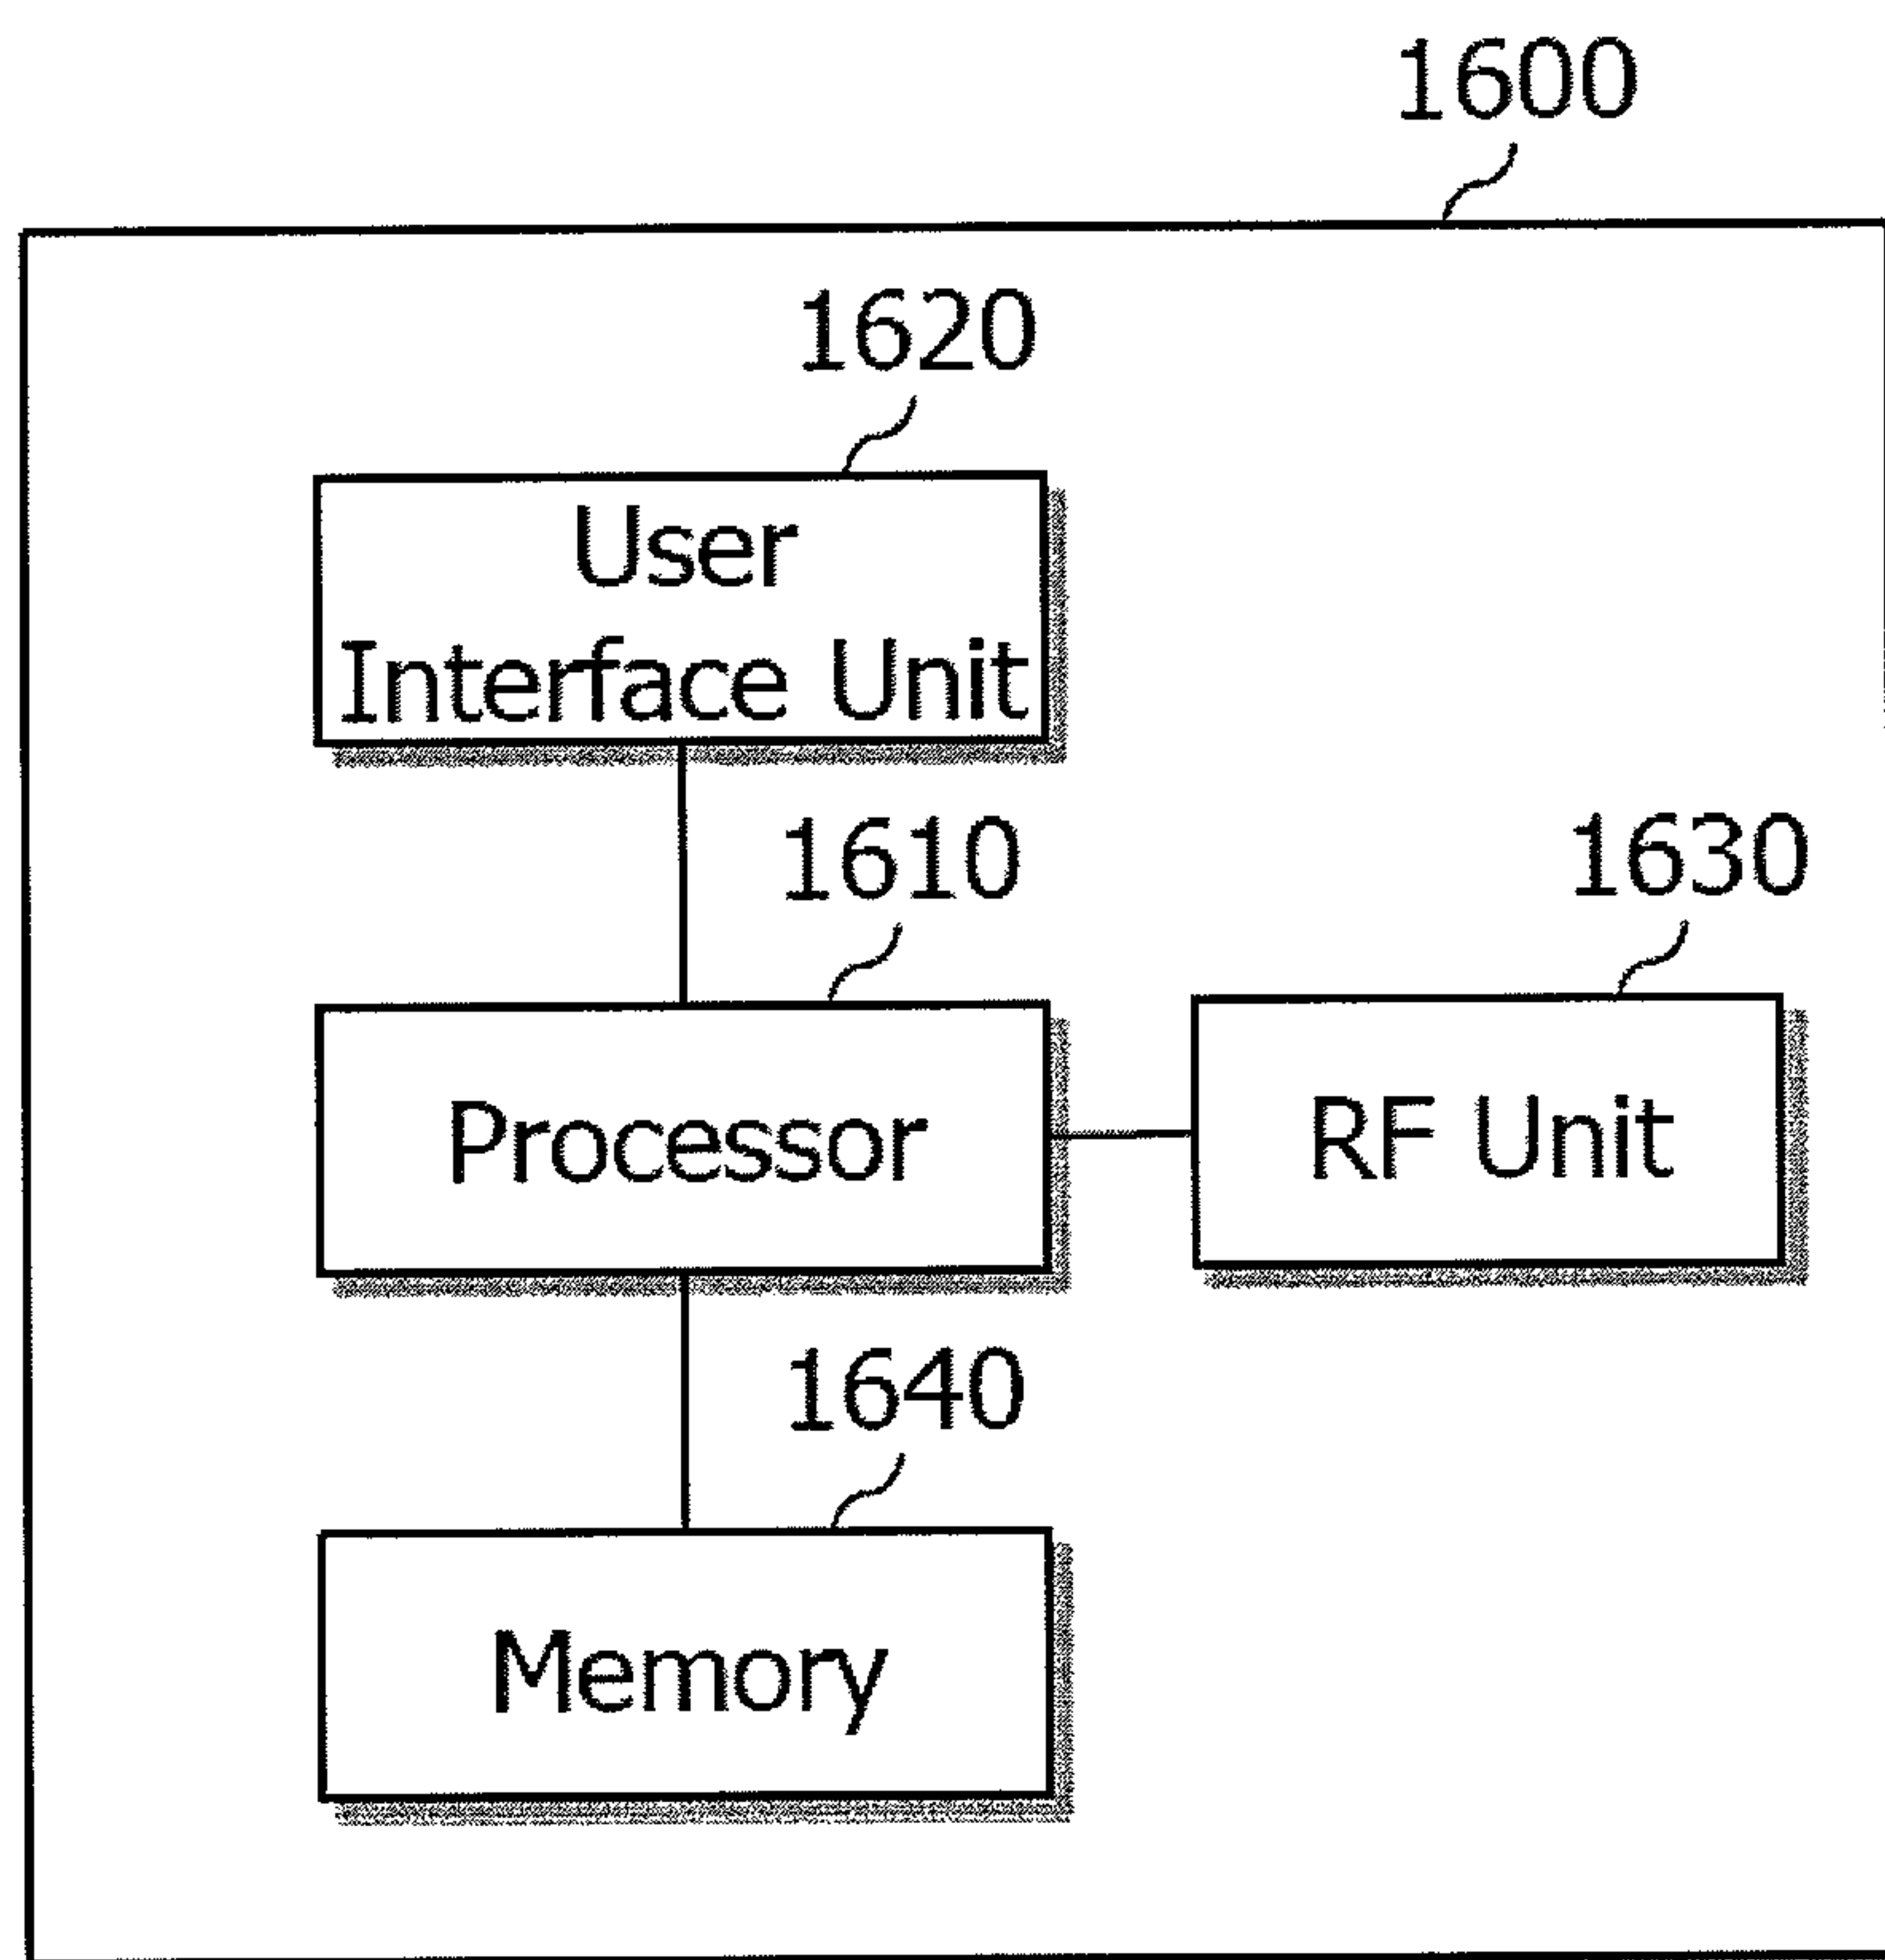 1600
1620
User
Interface Unit
1610
1630
Processor
RF Unit
1640
Memory